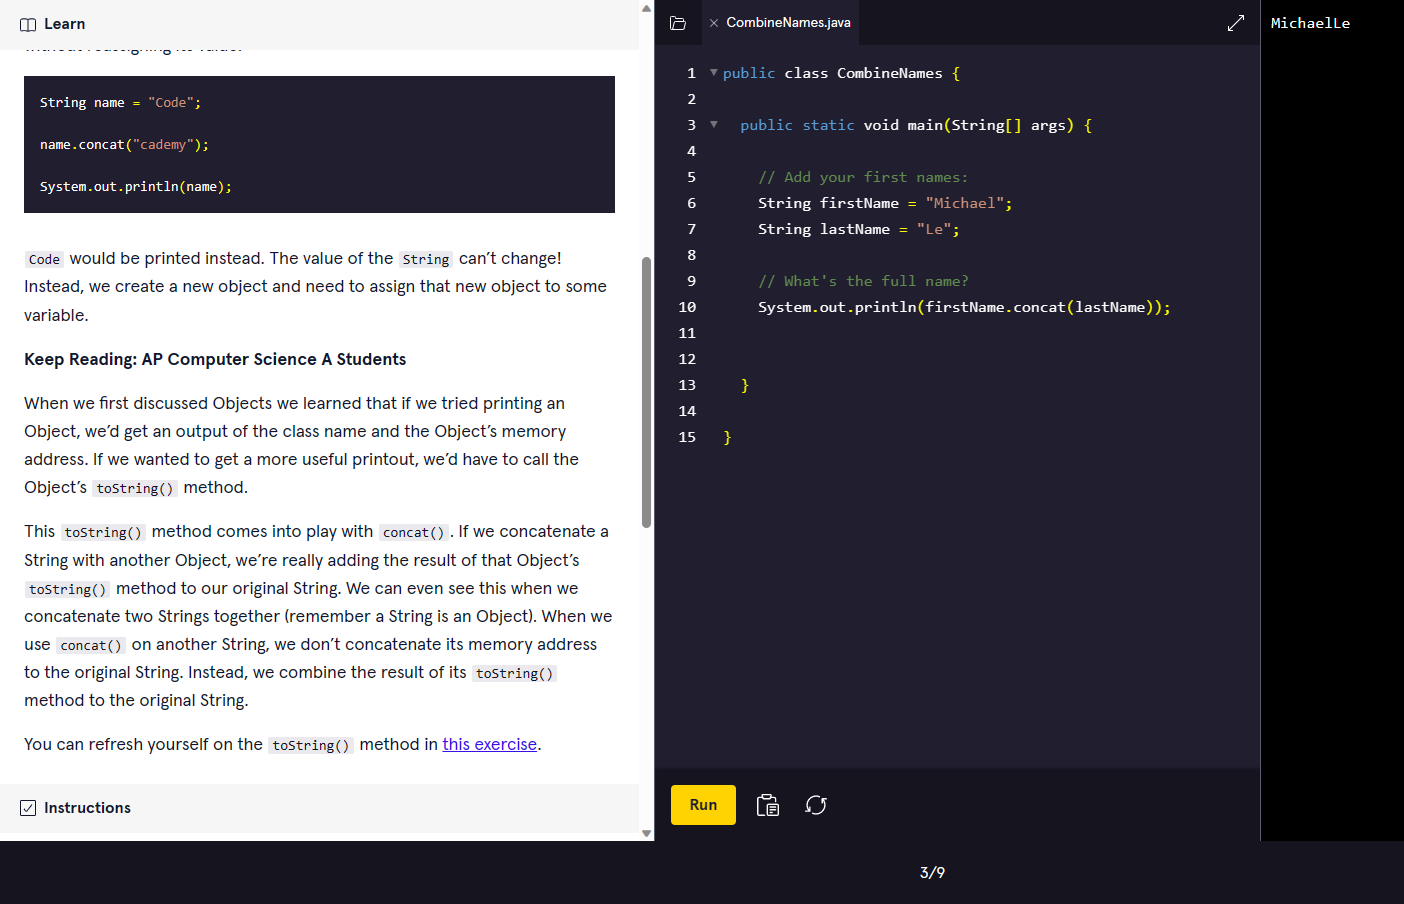 Learn
without reassigning its value.
String name = "Code";
name.concat("cademy");
System.out.println(name);
Code would be printed instead. The value of the String can’t change!
Instead, we create a new object and need to assign that new object to some
variable.
Keep Reading: AP Computer Science A Students
When we first discussed Objects we learned that if we tried printing an
Object, we’d get an output of the class name and the Object’s memory
address. If we wanted to get a more useful printout, we’d have to call the
Object’s toString() method.
This toString() method comes into play with concat(). If we concatenate a
String with another Object, we’re really adding the result of that Object’s
toString() method to our original String. We can even see this when we
concatenate two Strings together (remember a String is an Object). When we
use concat() on another String, we don’t concatenate its memory address
to the original String. Instead, we combine the result of its toString()
method to the original String.
You can refresh yourself on the toString() method in this exercise.
Instructions
CombineNames.java
1 public class CombineNames {
2
3 public static void main(String[] args) {
4
5 // Add your first names:
6 String firstName = "Michael";
7 String lastName = "Le";
8
9 // What's the full name?
10 System.out.println(firstName.concat(lastName));
11
12
13 }
14
15 }
Run
MichaelLe
3/9